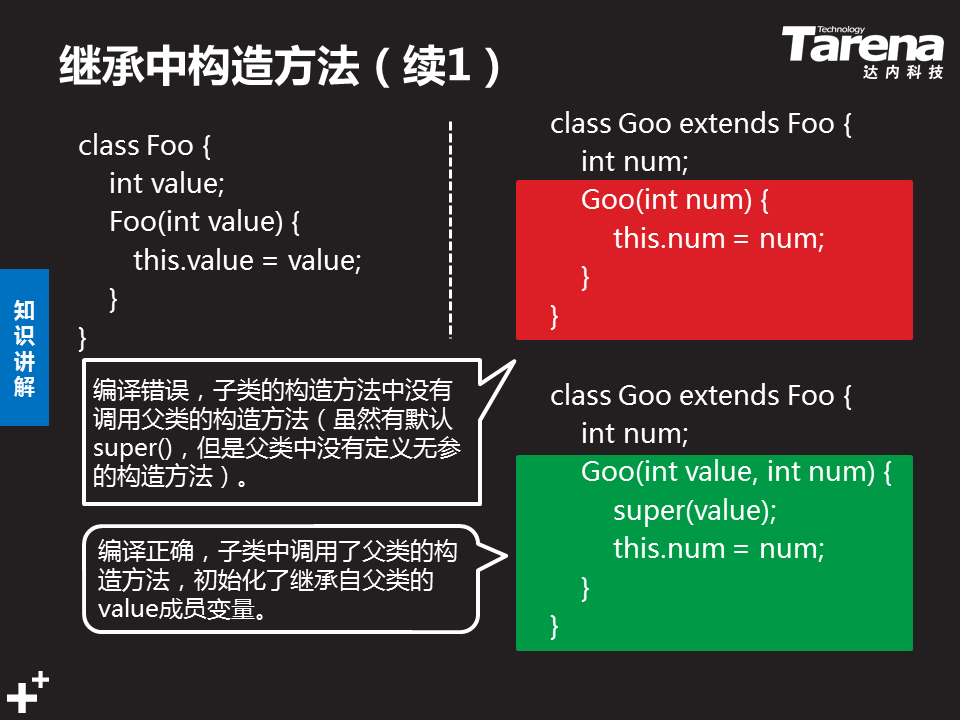 继承中构造方法（续1）
Technology
Tarena
达内科技
class Foo {
int value;
Foo(int value) {
this.value = value;
}
}
class Goo extends Foo {
int num;
Goo(int num) {
this.num = num;
}
}
知
识
讲
解
编译错误，子类的构造方法中没有
调用父类的构造方法（虽然有默认
super()，但是父类中没有定义无参
的构造方法）。
class Goo extends Foo {
int num;
Goo(int value, int num) {
super(value);
this.num = num;
}
}
编译正确，子类中调用了父类的构
造方法，初始化了继承自父类的
value成员变量。